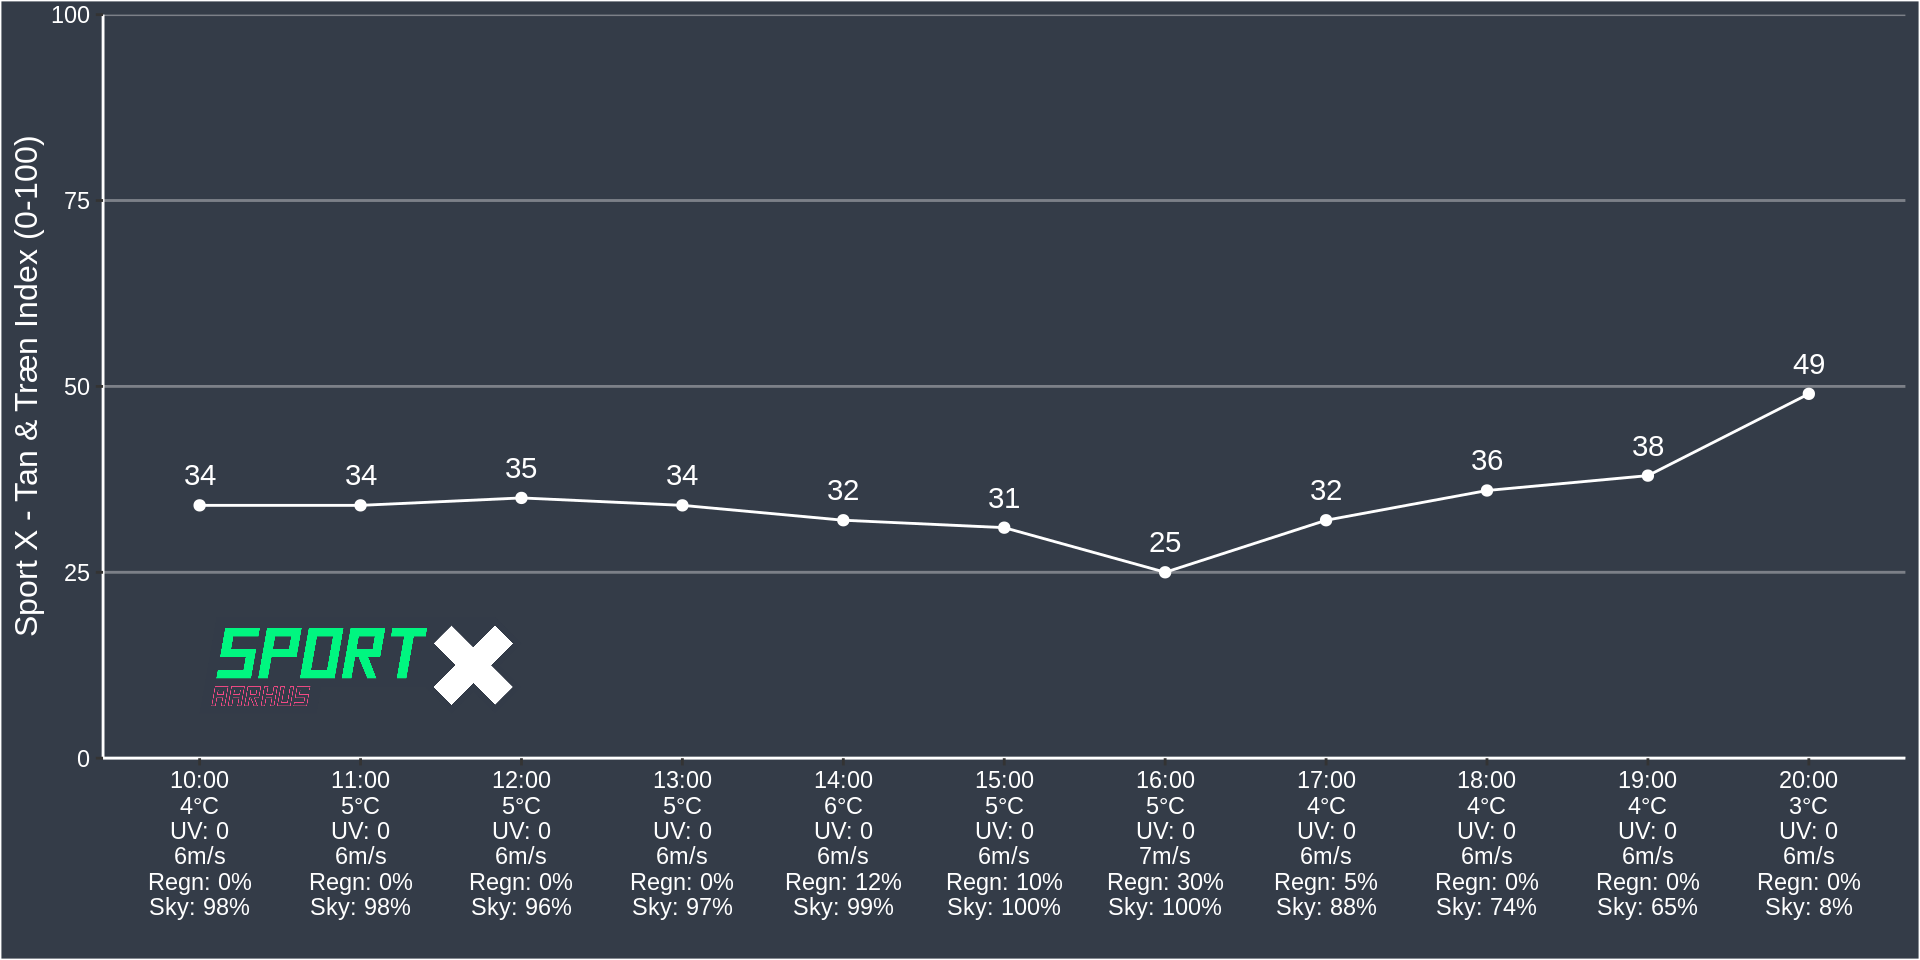 Sport X - Tan & Træn Index (0-100)
100
75
50
25
0
34
34
35
34
32
31
25
32
36
38
49
SPORT X
AARHUS
10:00
4°C
UV: 0
6m/s
Regn: 0%
Sky: 98%
11:00
5°C
UV: 0
6m/s
Regn: 0%
Sky: 98%
12:00
5°C
UV: 0
6m/s
Regn: 0%
Sky: 96%
13:00
5°C
UV: 0
6m/s
Regn: 0%
Sky: 97%
14:00
6°C
UV: 0
6m/s
Regn: 12%
Sky: 99%
15:00
5°C
UV: 0
6m/s
Regn: 10%
Sky: 100%
16:00
5°C
UV: 0
7m/s
Regn: 30%
Sky: 100%
17:00
4°C
UV: 0
6m/s
Regn: 5%
Sky: 88%
18:00
4°C
UV: 0
6m/s
Regn: 0%
Sky: 74%
19:00
4°C
UV: 0
6m/s
Regn: 0%
Sky: 65%
20:00
3°C
UV: 0
6m/s
Regn: 0%
Sky: 8%